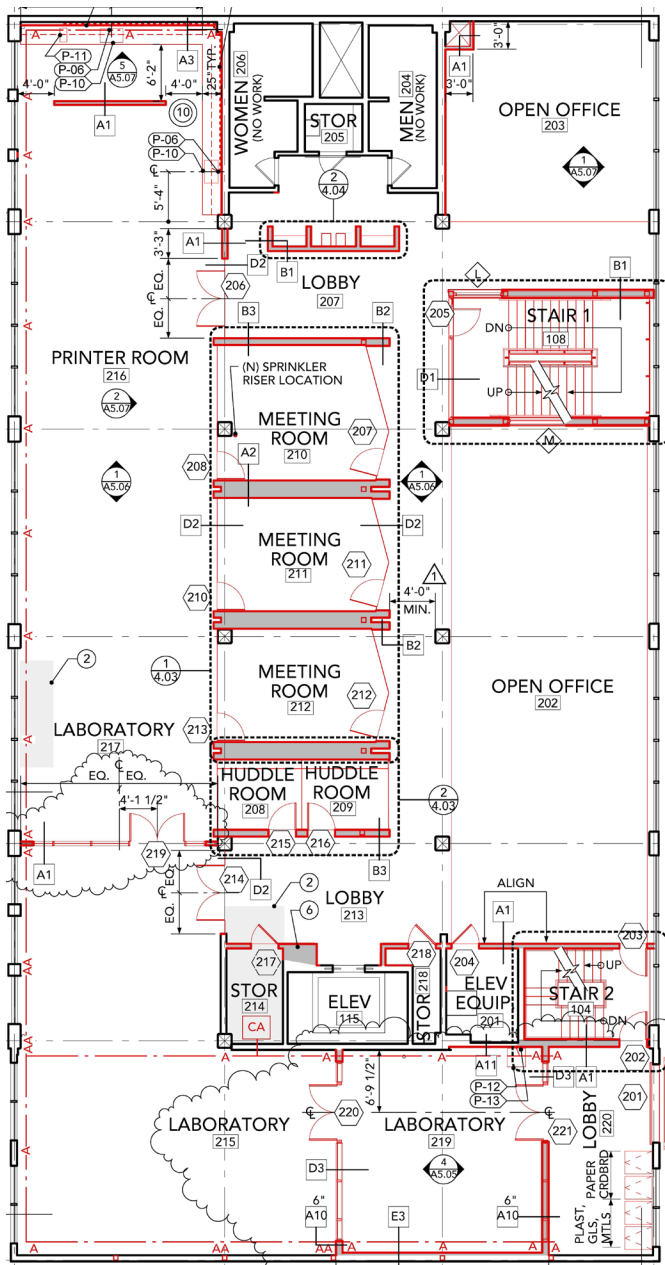 P-11
P-06
P-10
5
A5.07
A3
4'-0"
6'-2"
4'-0"
25" TYP.
A1
10
P-06
P-10
5'-4"
WOMEN
206
(NO WORK)
STOR
205
MEN
204
(NO WORK)
A1
3'-0"
3'-0"
OPEN OFFICE
203
1
A5.07
2
4.04
3'-3"
A1
D2
B1
EQ.
EQ.
206
LOBBY
207
B3
B2
L
205
B1
STAIR 1
108
DN
UP
D1
M
PRINTER ROOM
216
2
A5.07
(N) SPRINKLER
RISER LOCATION
MEETING
ROOM
210
207
208
A2
1
A5.06
1
A5.06
D2
D2
MEETING
ROOM
211
211
210
1
4'-0"
MIN.
B2
1
4.03
MEETING
ROOM
212
212
213
OPEN OFFICE
202
2
LABORATORY
217
EQ.
EQ.
4'-1 1/2"
HUDDLE
ROOM
208
HUDDLE
ROOM
209
2
4.03
A1
219
215
216
B3
EQ.
EQ.
214
D2
2
6
LOBBY
213
ALIGN
A1
203
217
218
204
STOR
214
CA
ELEV
115
STOR
218
ELEV
EQUIP
201
UP
STAIR 2
104
DN
A11
A1
D3
202
P-12
P-13
6'-9 1/2"
201
LABORATORY
215
220
LABORATORY
219
221
LOBBY
220
D3
4
A5.05
6"
A10
E3
6"
A10
PAPER
CRDBRD
PLAST,
GLS,
MTLS
A
AA
AA
A
A
AA
A